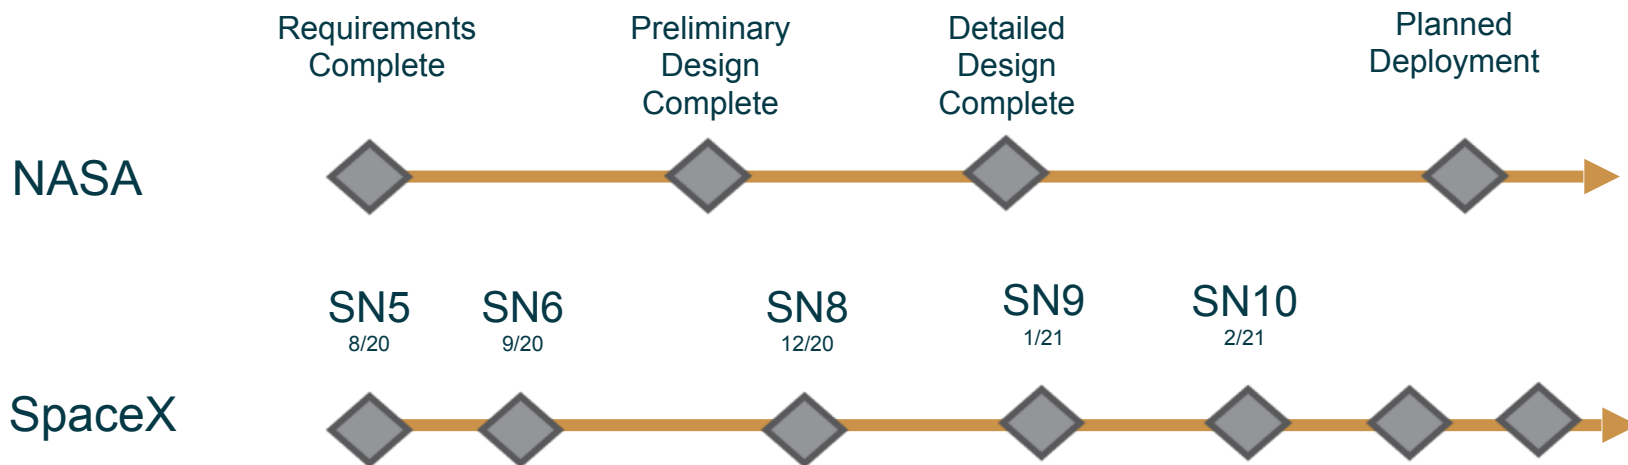 Requirements
Complete
Preliminary
Design
Complete
Detailed
Design
Complete
Planned
Deployment
NASA
SN5
8/20
SN6
9/20
SN8
12/20
SN9
1/21
SN10
2/21
SpaceX